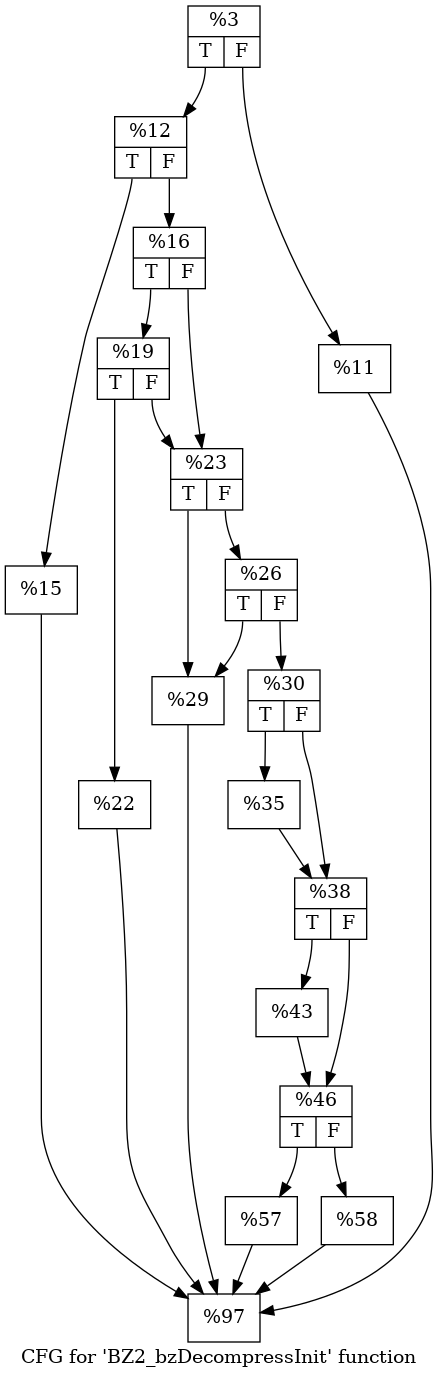 %3
T F
%12
T F
%16
T F
%19
T F
%11
%23
T F
%26
T F
%15
%30
T F
%29
%35
%22
%38
T F
%43
%46
T F
%57
%58
%97
CFG for 'BZ2_bzDecompressInit' function